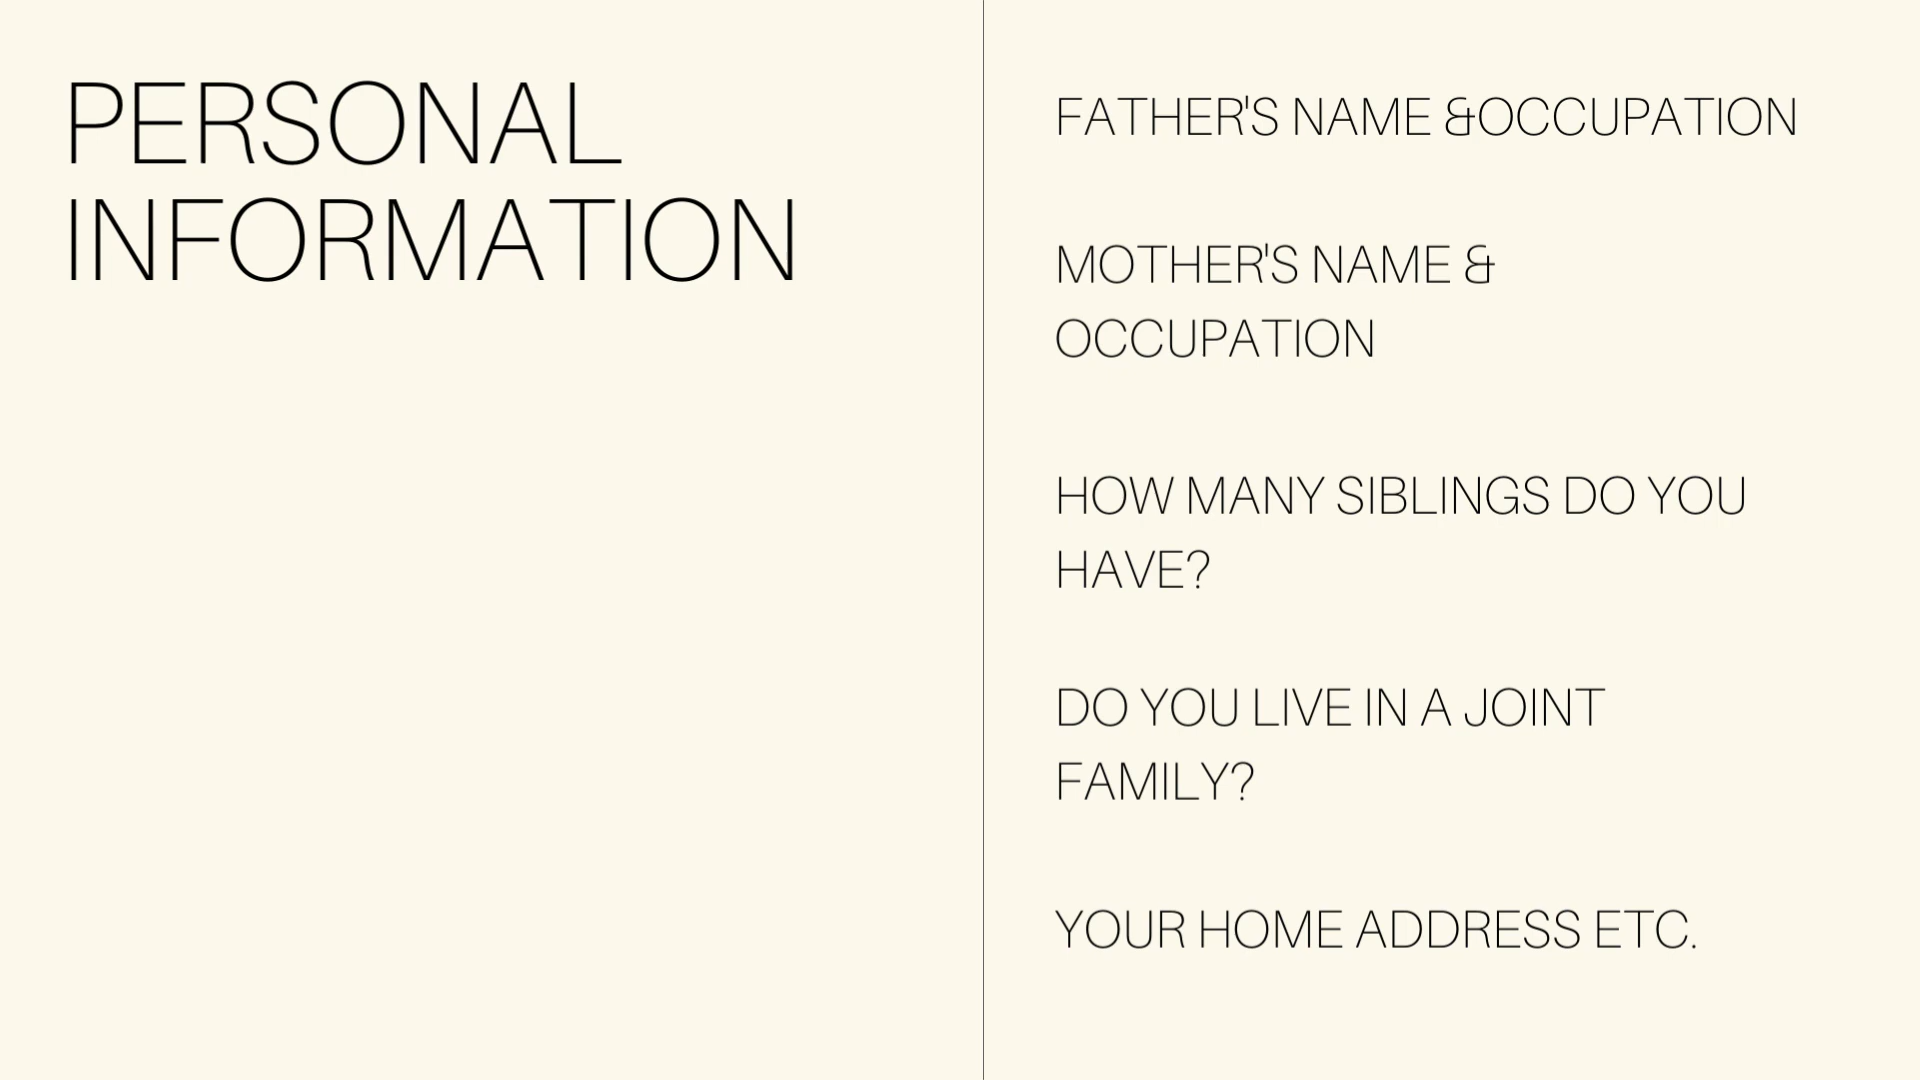 PERSONAL
INFORMATION
FATHER'S NAME &OCCUPATION
MOTHER'S NAME &
OCCUPATION
HOW MANY SIBLINGS DO YOU
HAVE?
DO YOU LIVE IN A JOINT
FAMILY?
YOUR HOME ADDRESS ETC.